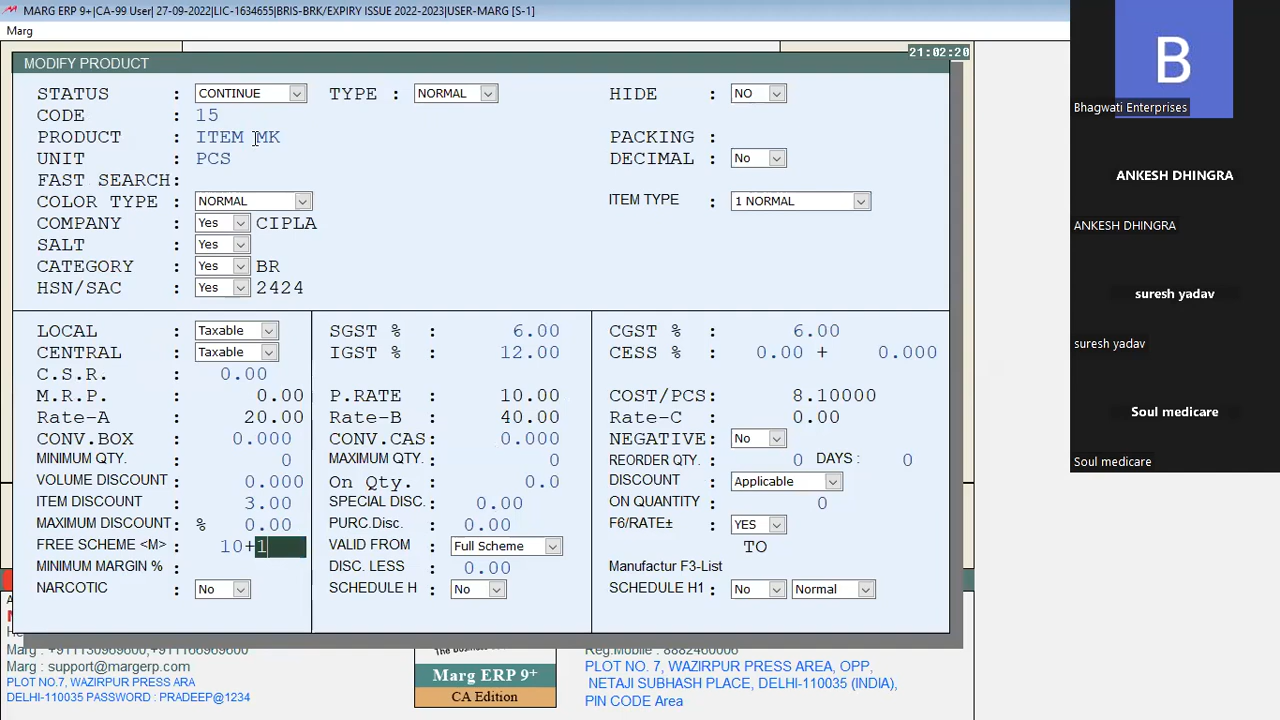 MARG ERP 9+|CA-99 User| 27-09-2022|LIC-1634655|BRIS-BRK/EXPIRY ISSUE 2022-2023|USER-MARG [S-1]
Marg
21:02:20
MODIFY PRODUCT
STATUS : CONTINUE TYPE : NORMAL HIDE : NO
CODE : 15
PRODUCT : ITEM MK PACKING :
UNIT : PCS DECIMAL : No
FAST SEARCH:
COLOR TYPE : NORMAL ITEM TYPE : 1 NORMAL
COMPANY : Yes CIPLA
SALT : Yes
CATEGORY : Yes BR
HSN/SAC : Yes 2424
LOCAL : Taxable SGST % : 6.00 CGST % : 6.00
CENTRAL : Taxable IGST % : 12.00 CESS % : 0.00 + 0.000
C.S.R. : 0.00
M.R.P. : 0.00 P.RATE : 10.00 COST/PCS: 8.10000
Rate-A : 20.00 Rate-B : 40.00 Rate-C : 0.00
CONV.BOX : 0.000 CONV.CAS: 0.000 NEGATIVE: No
MINIMUM QTY. : 0 MAXIMUM QTY. : 0 REORDER QTY. : 0 DAYS : 0
VOLUME DISCOUNT : 0.000 On Qty. : 0.0 DISCOUNT : Applicable
ITEM DISCOUNT : 3.00 SPECIAL DISC. : 0.00 ON QUANTITY : 0
MAXIMUM DISCOUNT : % 0.00 PURC.Disc. : 0.00 F6/RATE± : YES
FREE SCHEME <M> : 10+1 VALID FROM : Full Scheme TO
MINIMUM MARGIN % : DISC. LESS : 0.00 Manufactur F3-List
NARCOTIC : No SCHEDULE H : No SCHEDULE H1 : No Normal
Marg : support@margerp.com
PLOT NO. 7, WAZIRPUR PRESS ARA
DELHI-110035 PASSWORD : PRADEEP@1234
Marg ERP 9+
CA Edition
Reg.Mobile : 8882460006
PLOT NO. 7, WAZIRPUR PRESS AREA, OPP,
NETAJI SUBHASH PLACE, DELHI-110035 (INDIA),
PIN CODE Area
B
Bhagwati Enterprises
ANKESH DHINGRA
ANKESH DHINGRA
suresh yadav
suresh yadav
Soul medicare
Soul medicare